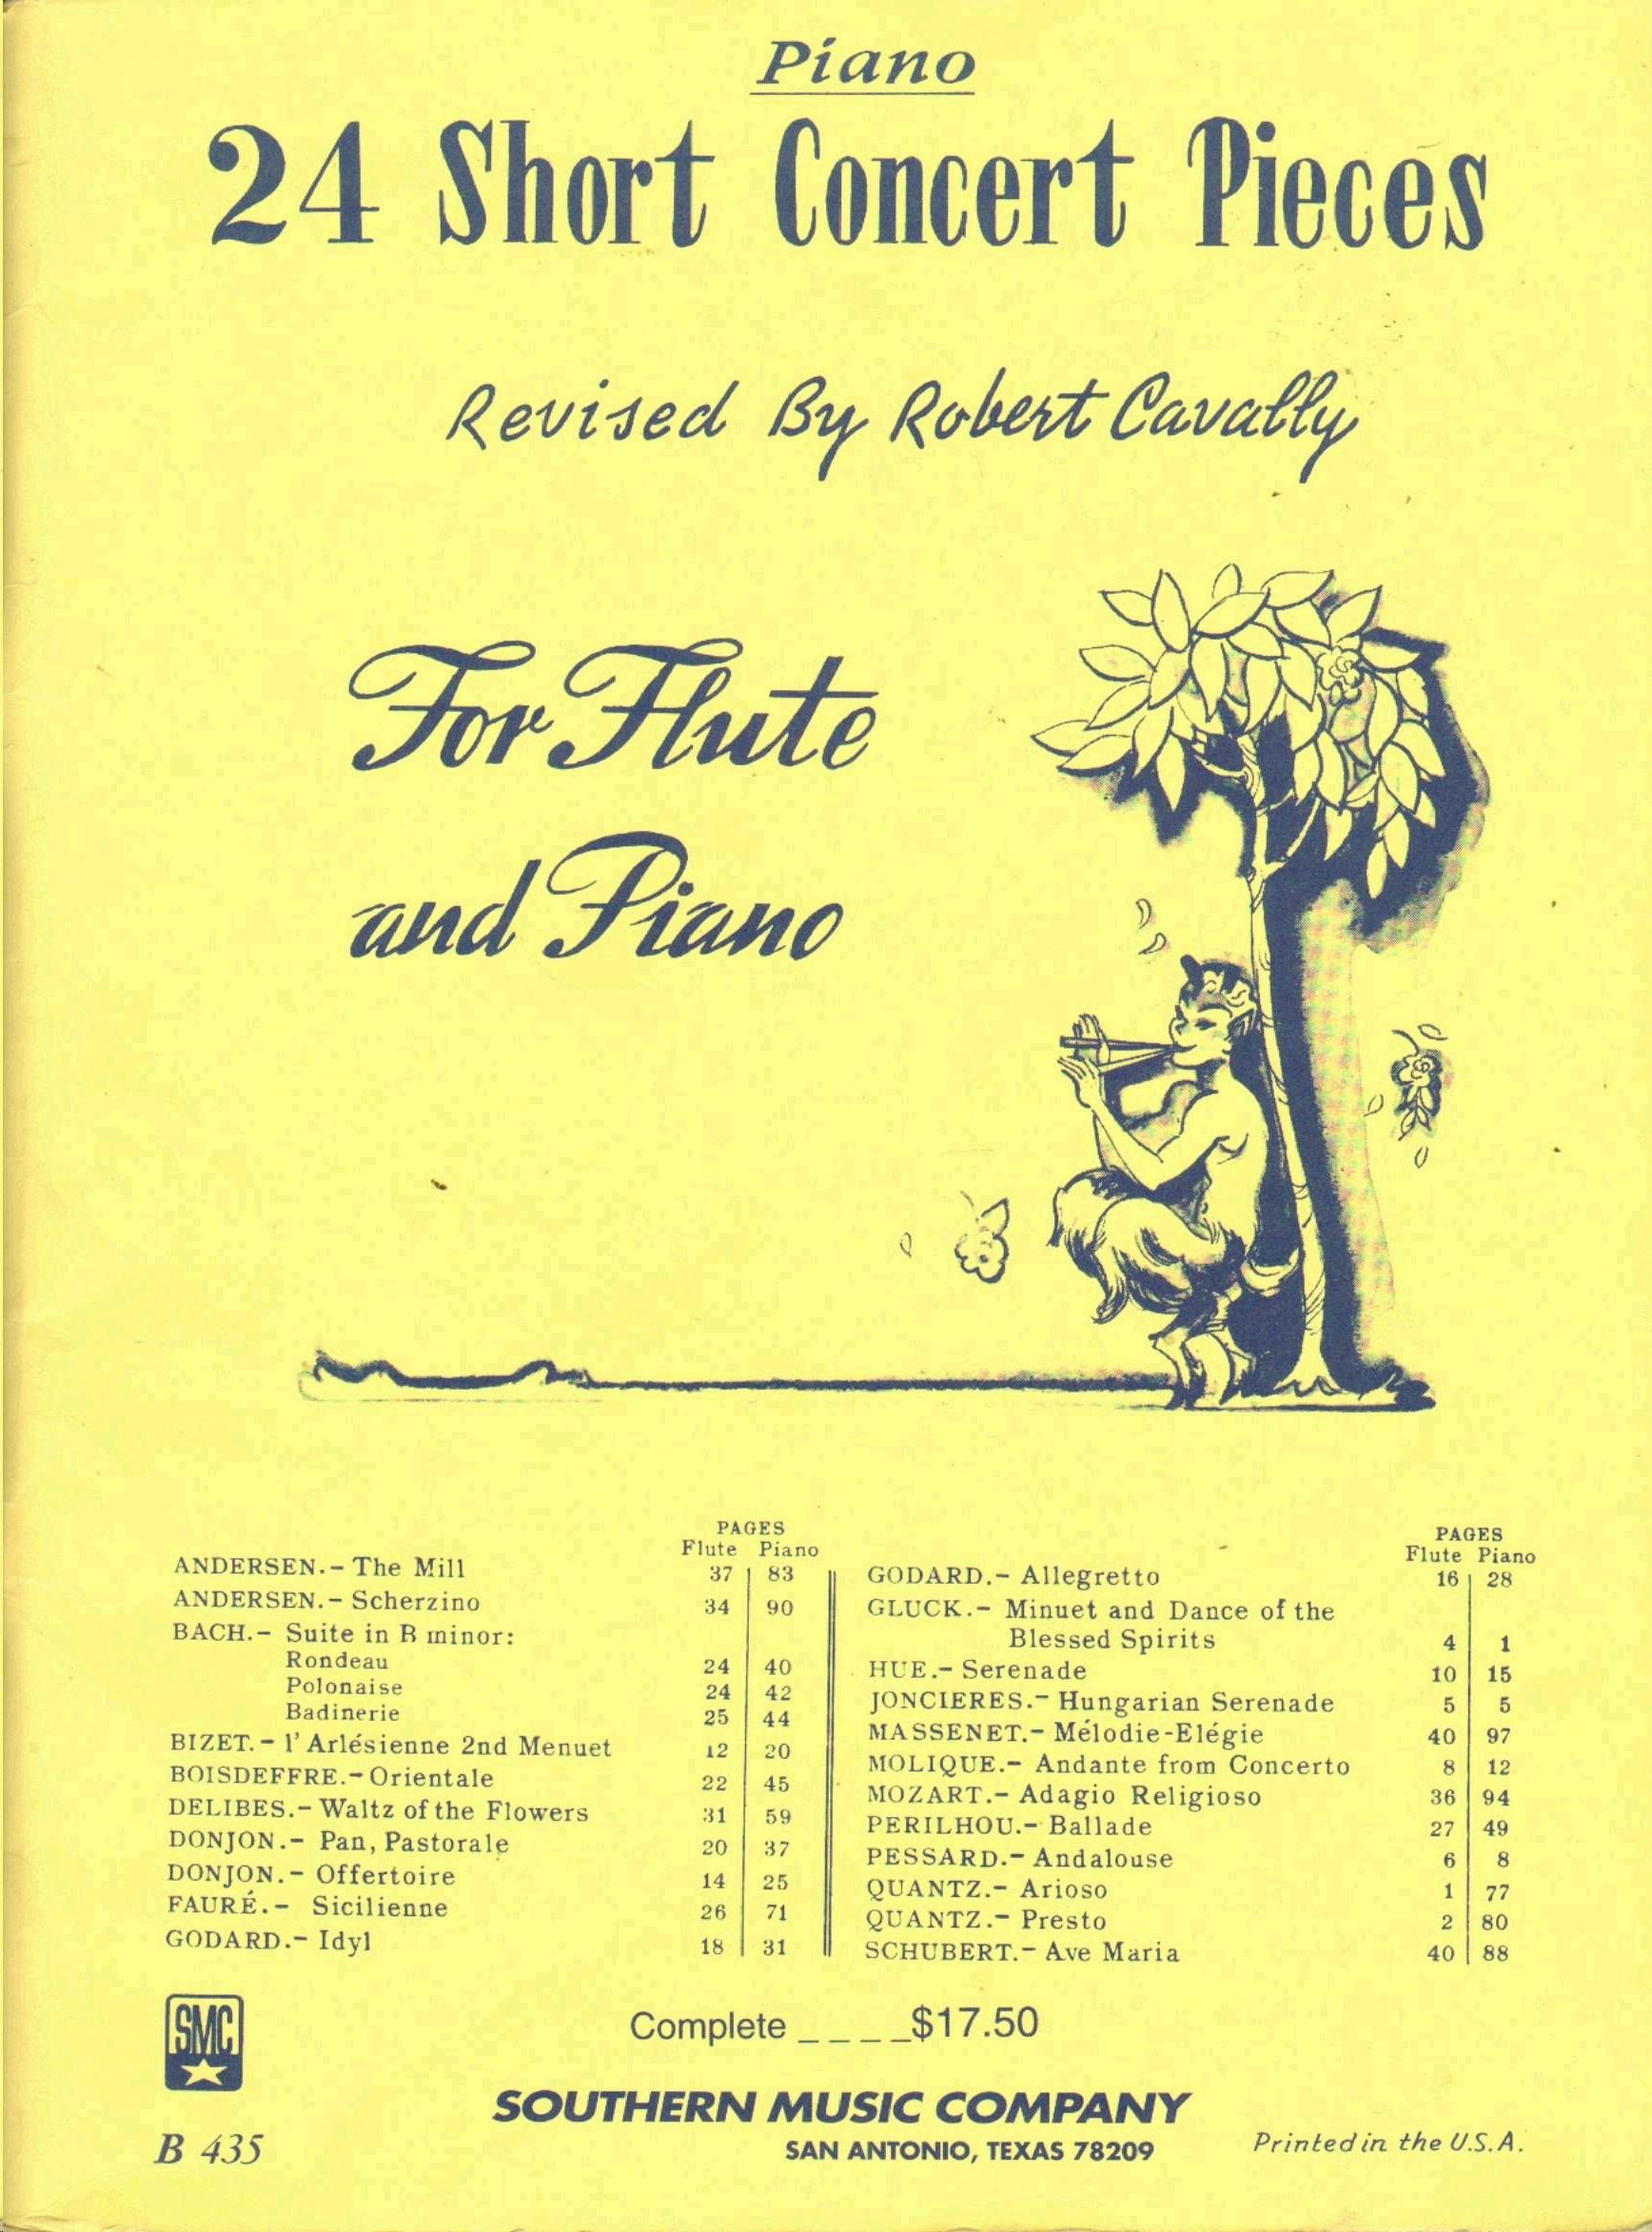 Piano
24 Short Concert Pieces
Revised By Robert Cavally
For Flute
and Piano
PAGES
Flute Piano
ANDERSEN.- The Mill 37 83
ANDERSEN.- Scherzino 34 90
BACH.- Suite in B minor:
Rondeau 24 40
Polonaise 24 42
Badinerie 25 44
BIZET.- l'Arlésienne 2nd Menuet 12 20
BOISDEFFRE.- Orientale 22 45
DELIBES.- Waltz of the Flowers 31 59
DONJON.- Pan, Pastorale 20 37
DONJON.- Offertoire 14 25
FAURÉ.- Sicilienne 26 71
GODARD.- Idyl 18 31
PAGES
Flute Piano
GODARD.- Allegretto 16 28
GLUCK.- Minuet and Dance of the
Blessed Spirits 4 1
HUE.- Serenade 10 15
JONCIERES.- Hungarian Serenade 5 5
MASSENET.- Mélodie-Elégie 40 97
MOLIQUE.- Andante from Concerto 8 12
MOZART.- Adagio Religioso 36 94
PERILHOU.- Ballade 27 49
PESSARD.- Andalouse 6 8
QUANTZ.- Arioso 1 77
QUANTZ.- Presto 2 80
SCHUBERT.- Ave Maria 40 88
SMC
Complete _ _ _ _$17.50
SOUTHERN MUSIC COMPANY
SAN ANTONIO, TEXAS 78209
B 435
Printed in the U.S.A.